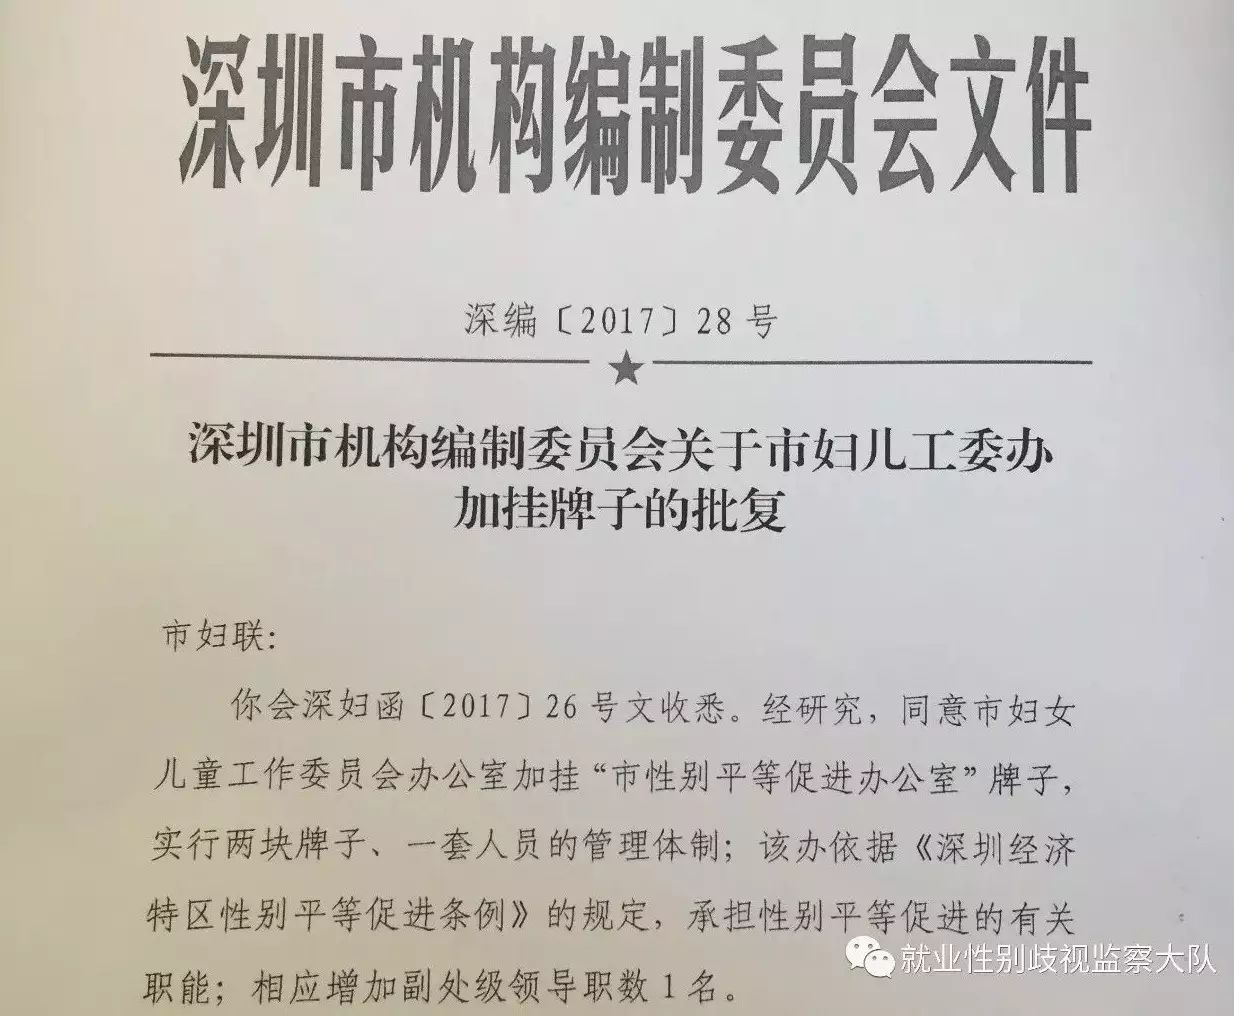 深圳市机构编制委员会文件
深编〔2017〕28号
深圳市机构编制委员会关于市妇儿工委办
加挂牌子的批复
市妇联：
你会深妇函〔2017〕26号文收悉。经研究，同意市妇女
儿童工作委员会办公室加挂“市性别平等促进办公室”牌子，
实行两块牌子、一套人员的管理体制；该办依据《深圳经济
特区性别平等促进条例》的规定，承担性别平等促进的有关
职能；相应增加副处级领导职数1名。
就业性别歧视监察大队